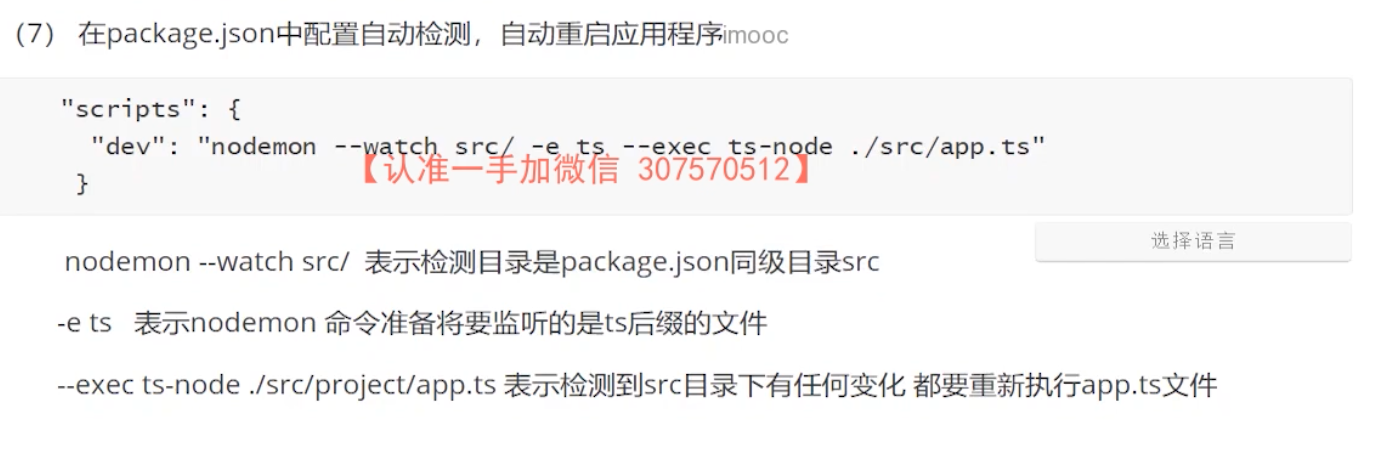 (7) 在package.json中配置自动检测，自动重启应用程序imooc
"scripts": {
"dev": "nodemon --watch src/ -e ts --exec ts-node ./src/app.ts"
}
【认准一手加微信 307570512】
选择语言
nodemon --watch src/ 表示检测目录是package.json同级目录src
-e ts 表示nodemon 命令准备将要监听的是ts后缀的文件
--exec ts-node ./src/project/app.ts 表示检测到src目录下有任何变化 都要重新执行app.ts文件